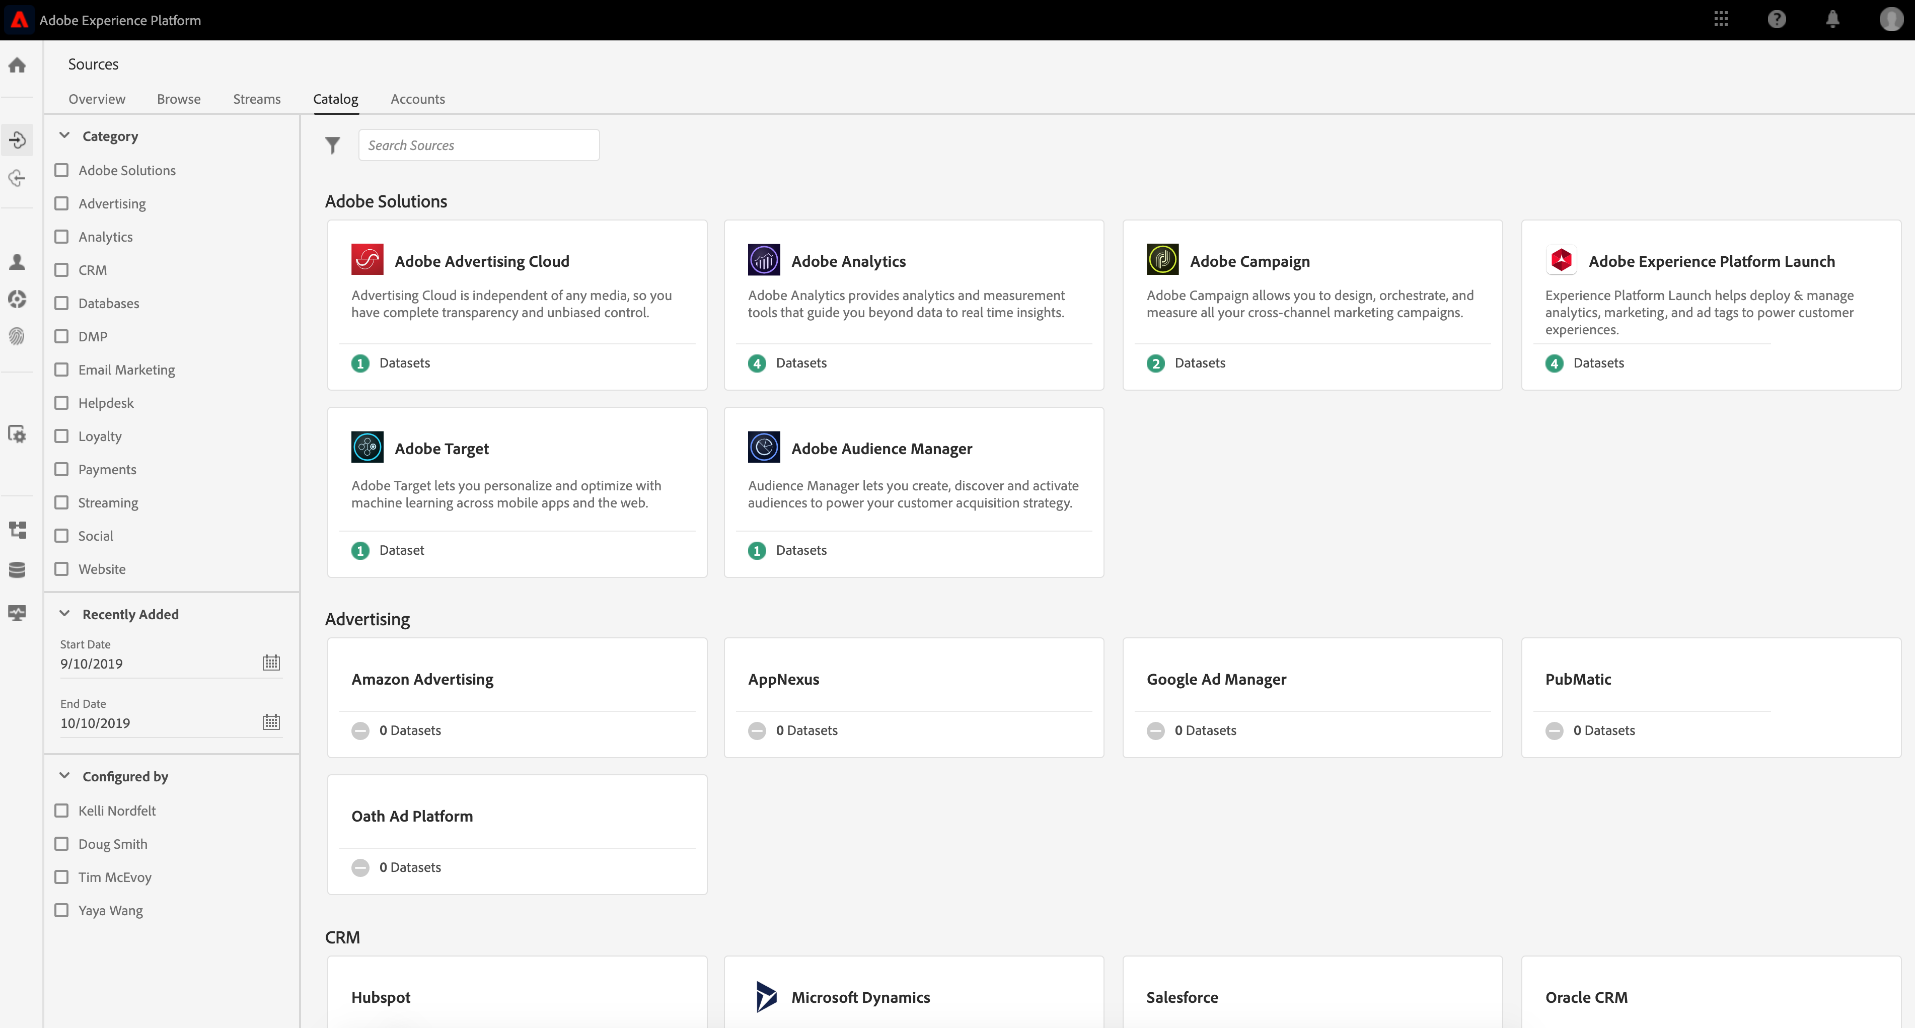 Adobe Experience Platform
Sources
Overview Browse Streams Catalog Accounts
Category
Adobe Solutions
Advertising
Analytics
CRM
Databases
DMP
Email Marketing
Helpdesk
Loyalty
Payments
Streaming
Social
Website
Recently Added
Start Date
9/10/2019
End Date
10/10/2019
Configured by
Kelli Nordfelt
Doug Smith
Tim McEvoy
Yaya Wang
Search Sources
Adobe Solutions
Adobe Advertising Cloud
Advertising Cloud is independent of any media, so you
have complete transparency and unbiased control.
1 Datasets
Adobe Analytics
Adobe Analytics provides analytics and measurement
tools that guide you beyond data to real time insights.
4 Datasets
Adobe Campaign
Adobe Campaign allows you to design, orchestrate, and
measure all your cross-channel marketing campaigns.
2 Datasets
Adobe Experience Platform Launch
Experience Platform Launch helps deploy & manage
analytics, marketing, and ad tags to power customer
experiences.
4 Datasets
Adobe Target
Adobe Target lets you personalize and optimize with
machine learning across mobile apps and the web.
1 Dataset
Adobe Audience Manager
Audience Manager lets you create, discover and activate
audiences to power your customer acquisition strategy.
1 Datasets
Advertising
Amazon Advertising
0 Datasets
AppNexus
0 Datasets
Google Ad Manager
0 Datasets
PubMatic
0 Datasets
Oath Ad Platform
0 Datasets
CRM
Hubspot
Microsoft Dynamics
Salesforce
Oracle CRM